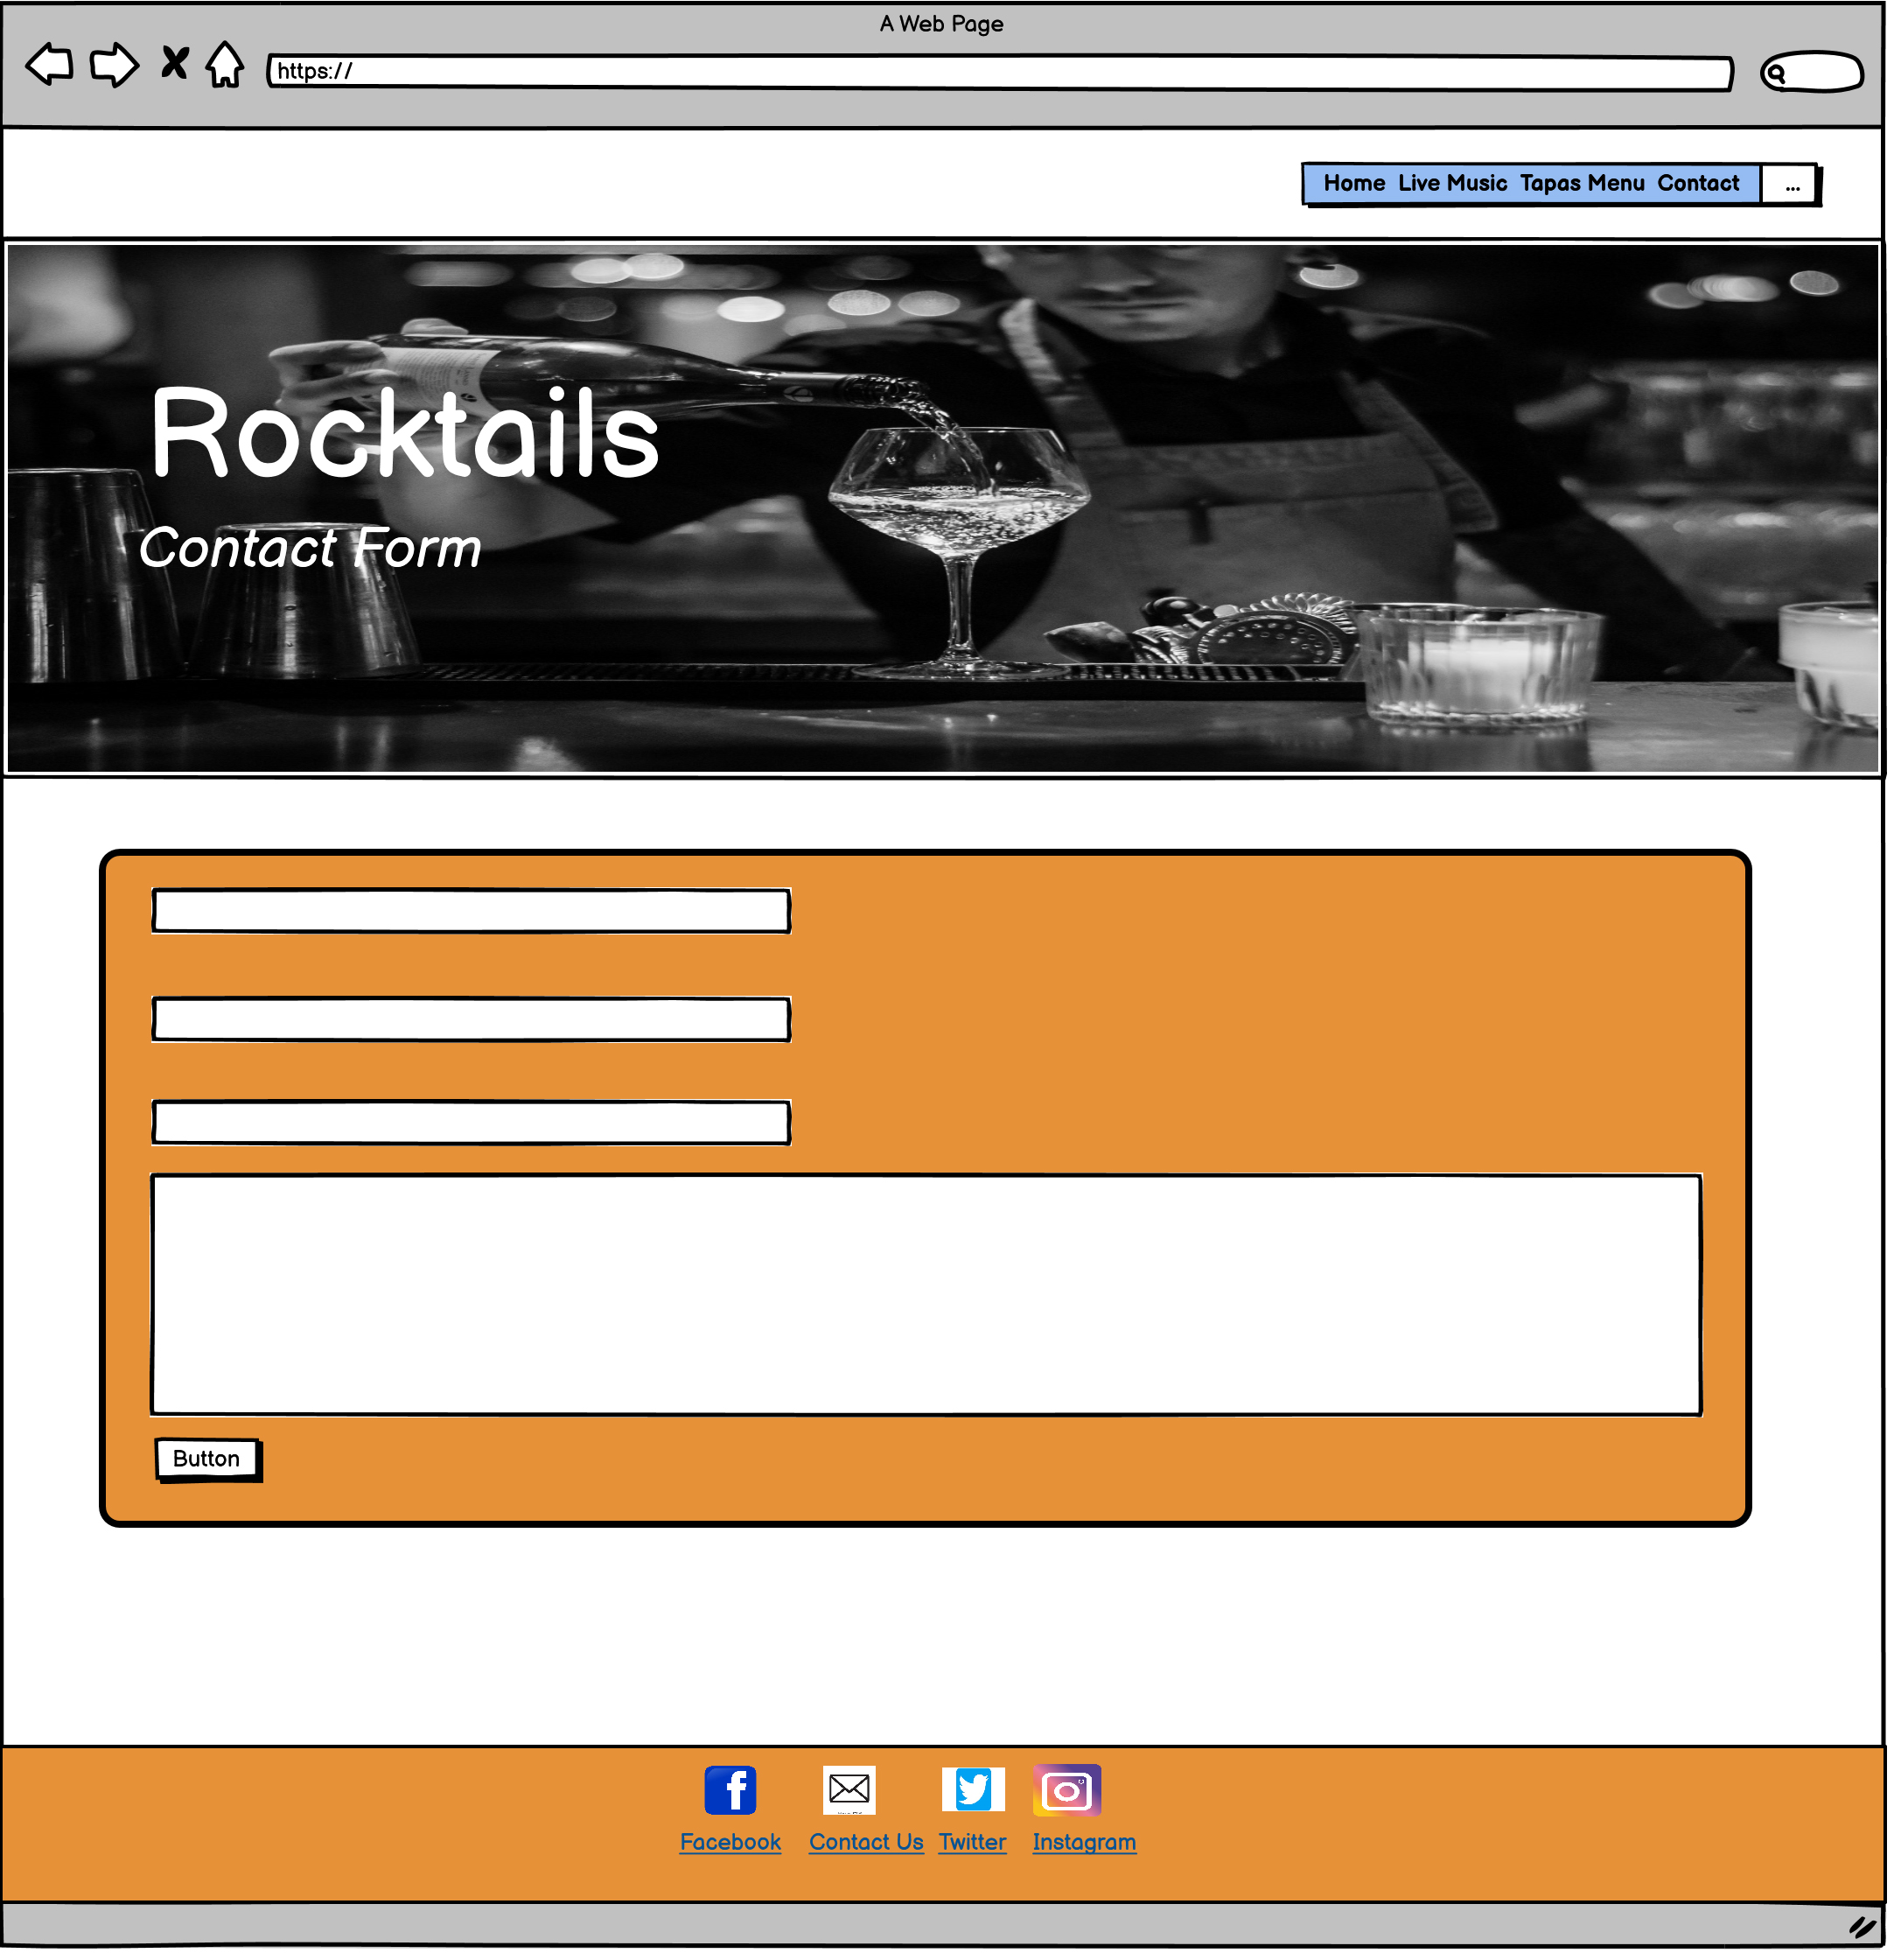 A Web Page
https://
Home Live Music Tapas Menu Contact ...
Rocktails
Contact Form
Button
Facebook Contact Us Twitter Instagram